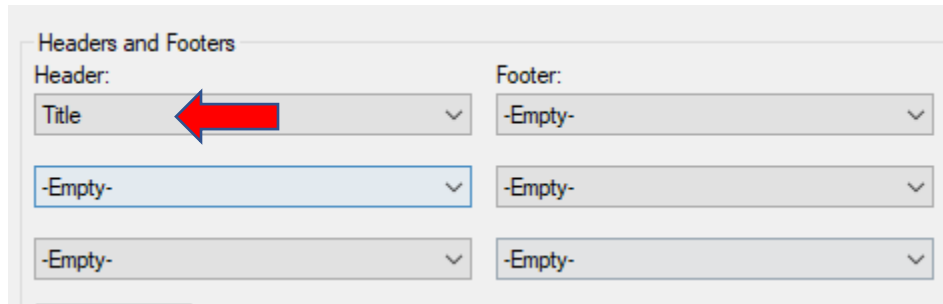 Headers and Footers
Header:
Footer:
Title
-Empty-
-Empty-
-Empty-
-Empty-
-Empty-